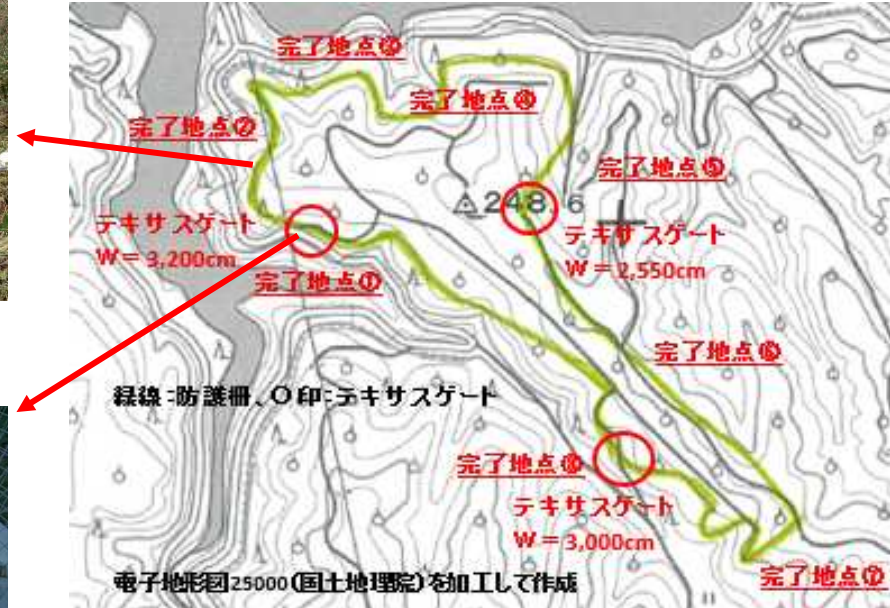 完了地点③
完了地点④
完了地点②
完了地点⑤
248.6
テキサスゲート
W=3,200cm
テキサスゲート
W=2,550cm
完了地点①
完了地点⑥
緑線：防護柵、〇印：テキサスゲート
完了地点⑧
テキサスゲート
W=3,000cm
電子地形図25000（国土地理院）を加工して作成
完了地点⑦